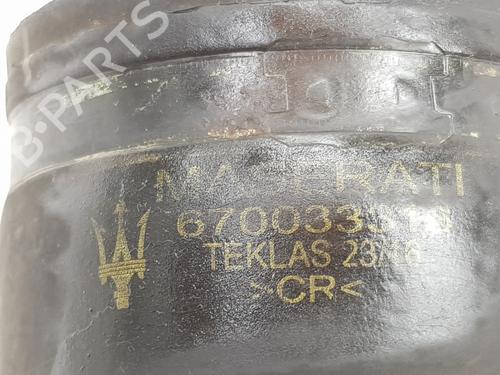 B-PARTS
MASERATI
TEKLAS
>CR<